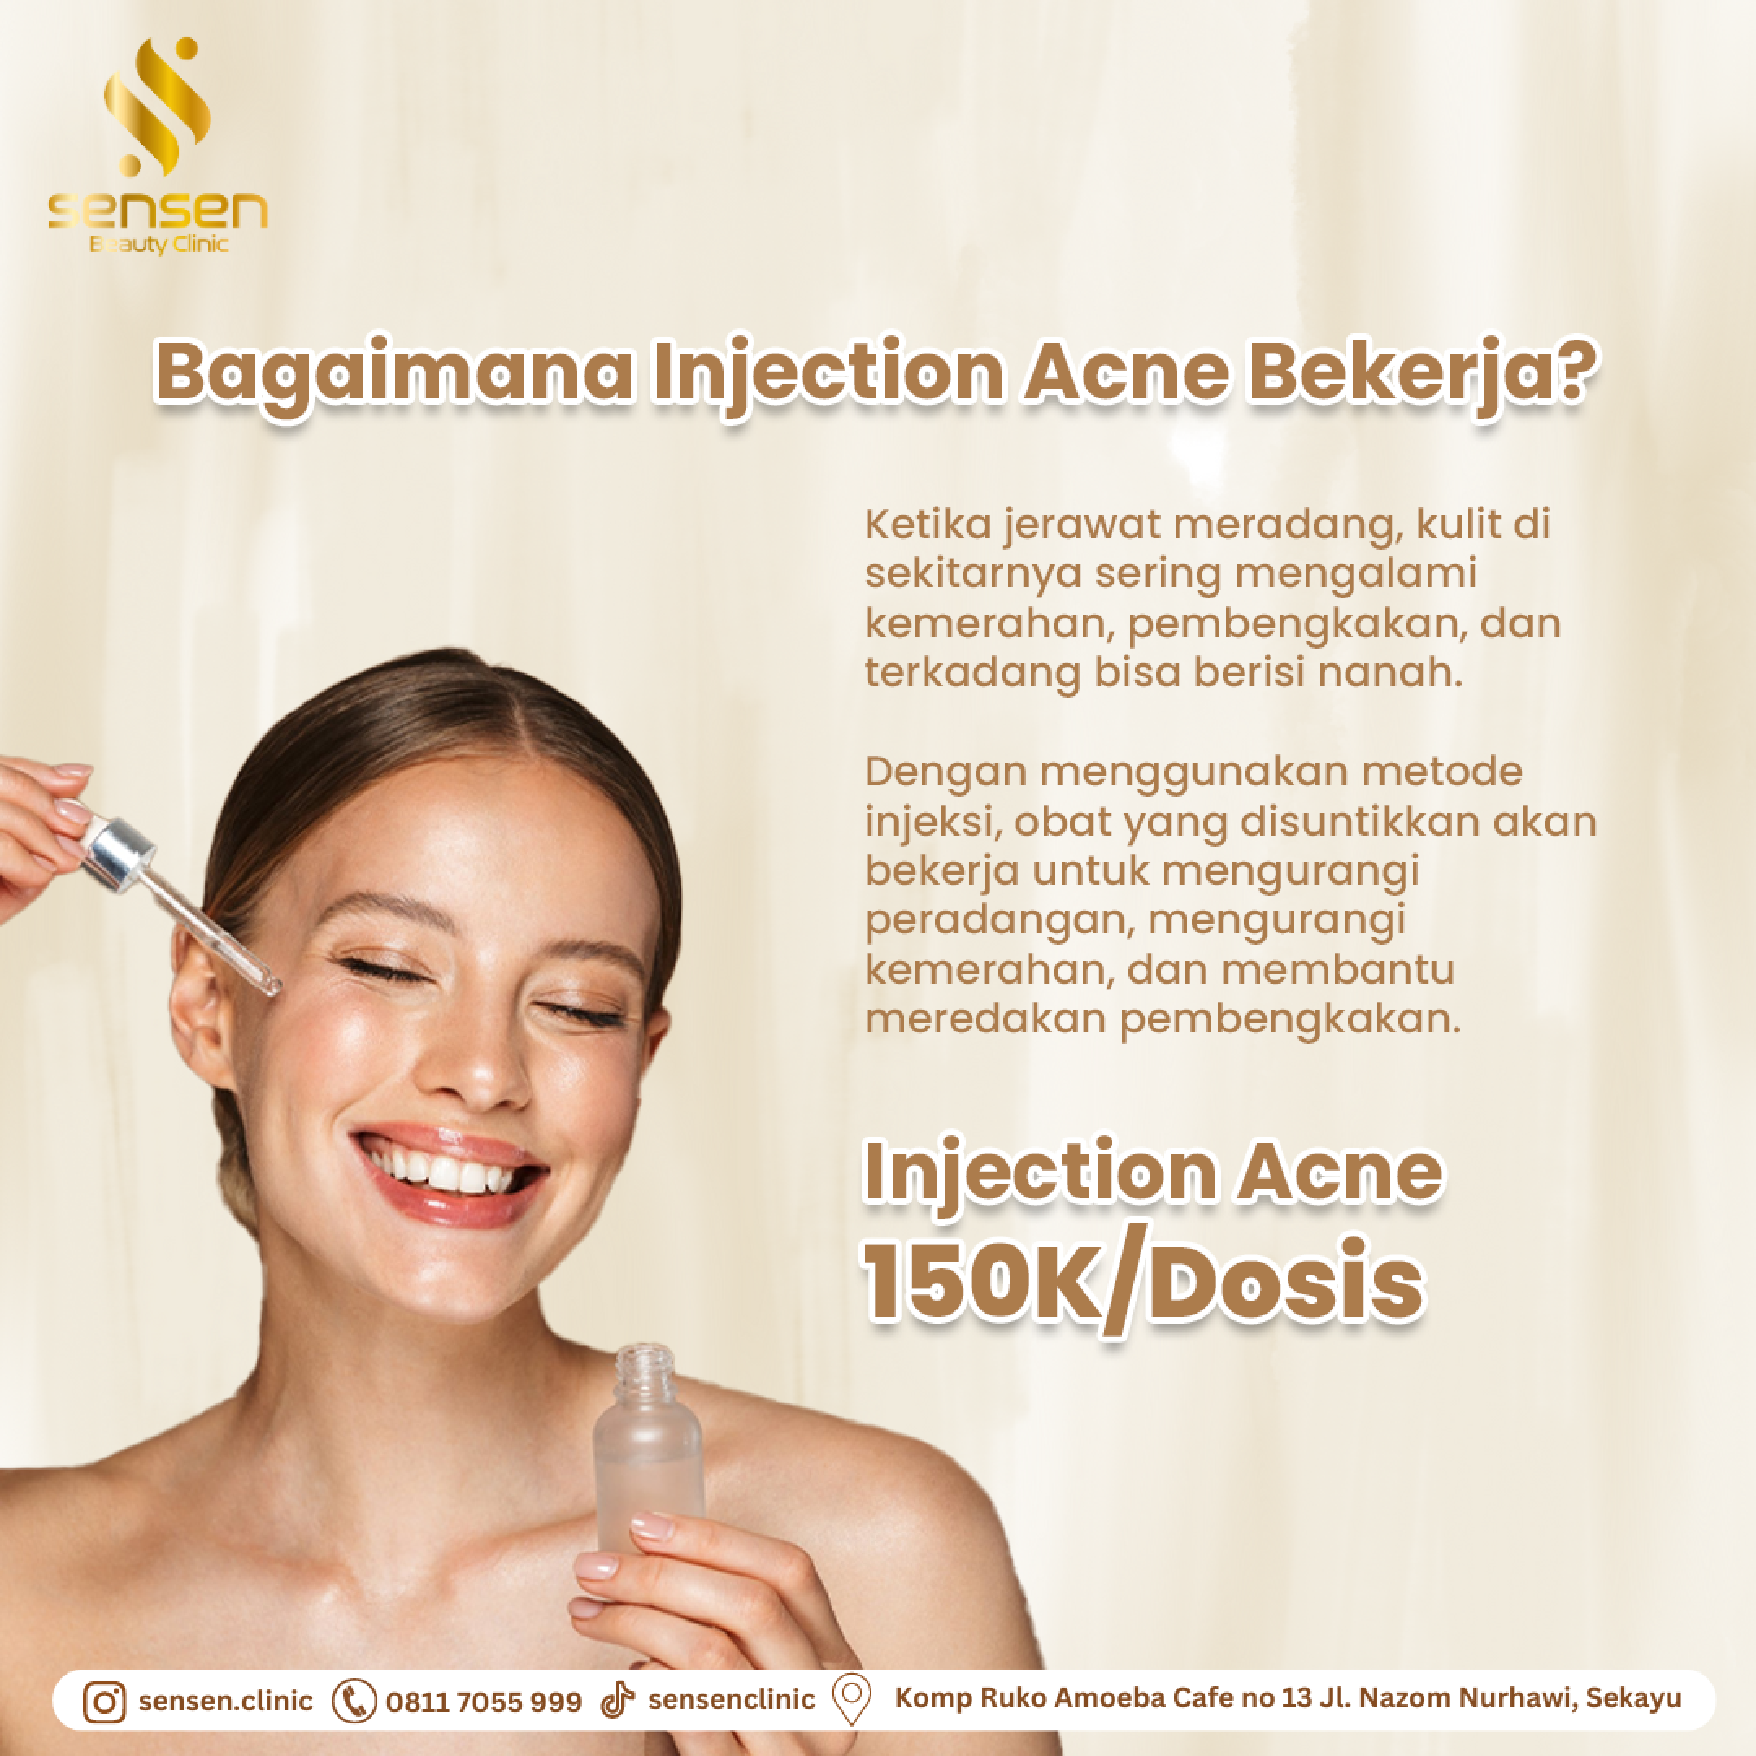 sensen
Beauty Clinic
Bagaimana Injection Acne Bekerja?
Ketika jerawat meradang, kulit di
sekitarnya sering mengalami
kemerahan, pembengkakan, dan
terkadang bisa berisi nanah.
Dengan menggunakan metode
injeksi, obat yang disuntikkan akan
bekerja untuk mengurangi
peradangan, mengurangi
kemerahan, dan membantu
meredakan pembengkakan.
Injection Acne
150K/Dosis
sensen.clinic 0811 7055 999 sensenclinic Komp Ruko Amoeba Cafe no 13 Jl. Nazom Nurhawi, Sekayu